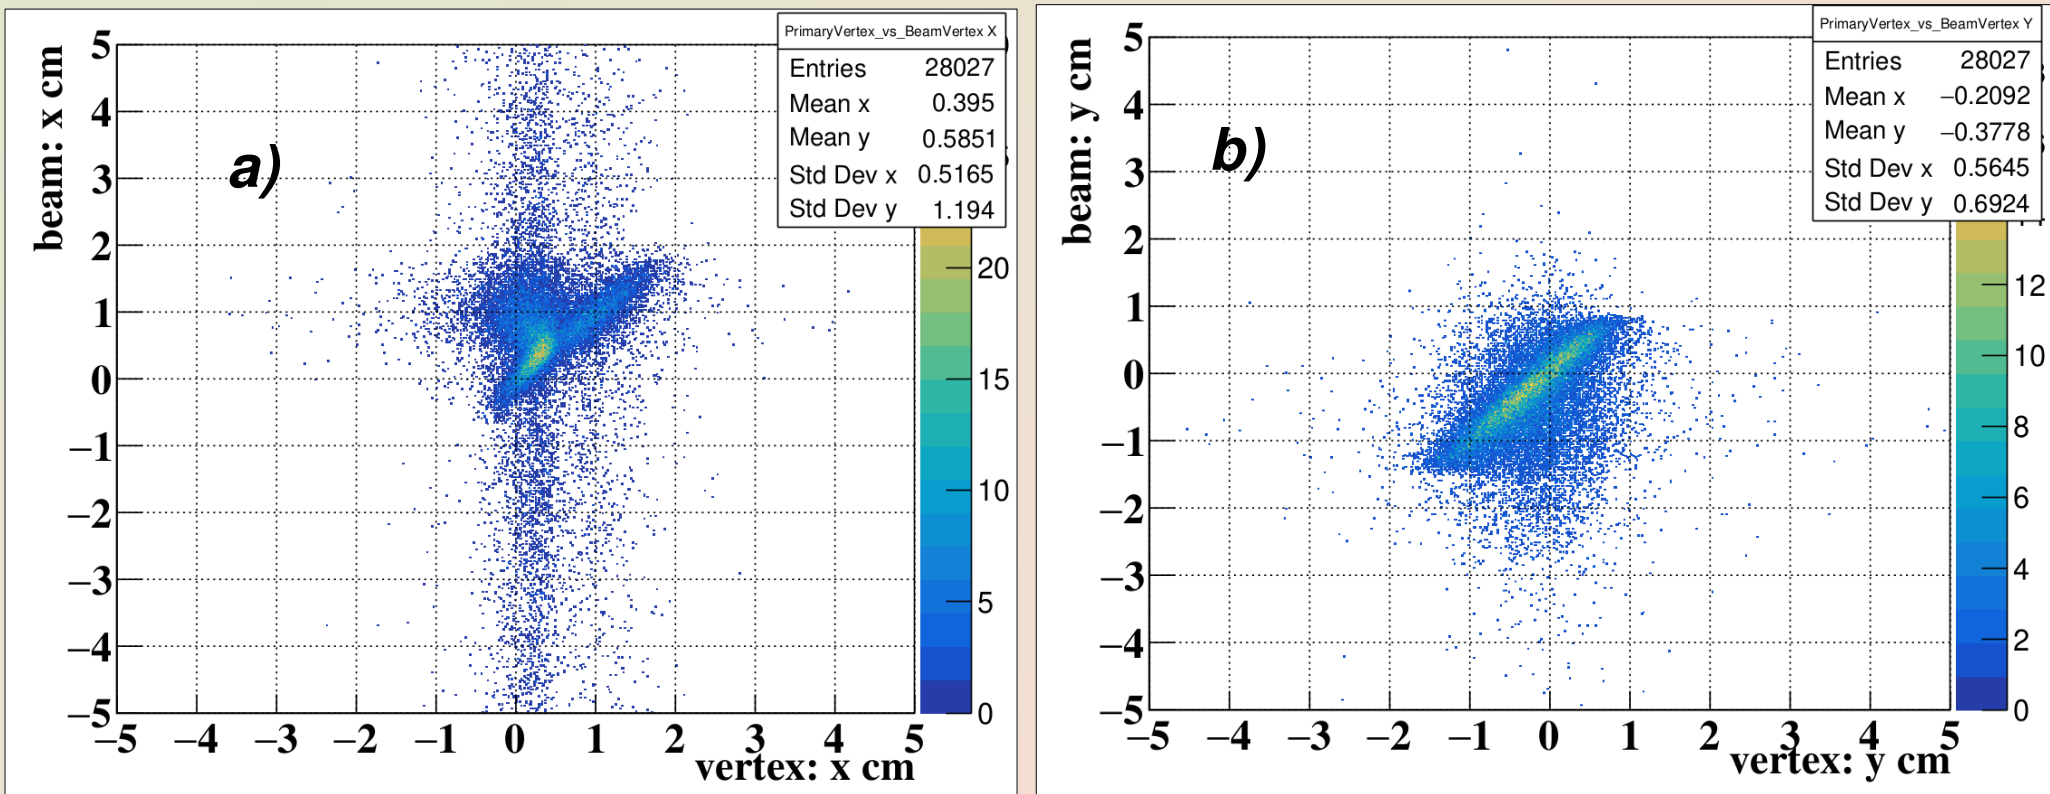 PrimaryVertex_vs_BeamVertex X
Entries 28027
Mean x 0.395
Mean y 0.5851
Std Dev x 0.5165
Std Dev y 1.194
a)
beam: x cm
5
4
3
2
1
0
−1
−2
−3
−4
−5
−5 −4 −3 −2 −1 0 1 2 3 4 5
vertex: x cm
20
15
10
5
0
PrimaryVertex_vs_BeamVertex Y
Entries 28027
Mean x −0.2092
Mean y −0.3778
Std Dev x 0.5645
Std Dev y 0.6924
b)
beam: y cm
5
4
3
2
1
0
−1
−2
−3
−4
−5
−5 −4 −3 −2 −1 0 1 2 3 4 5
vertex: y cm
12
10
8
6
4
2
0